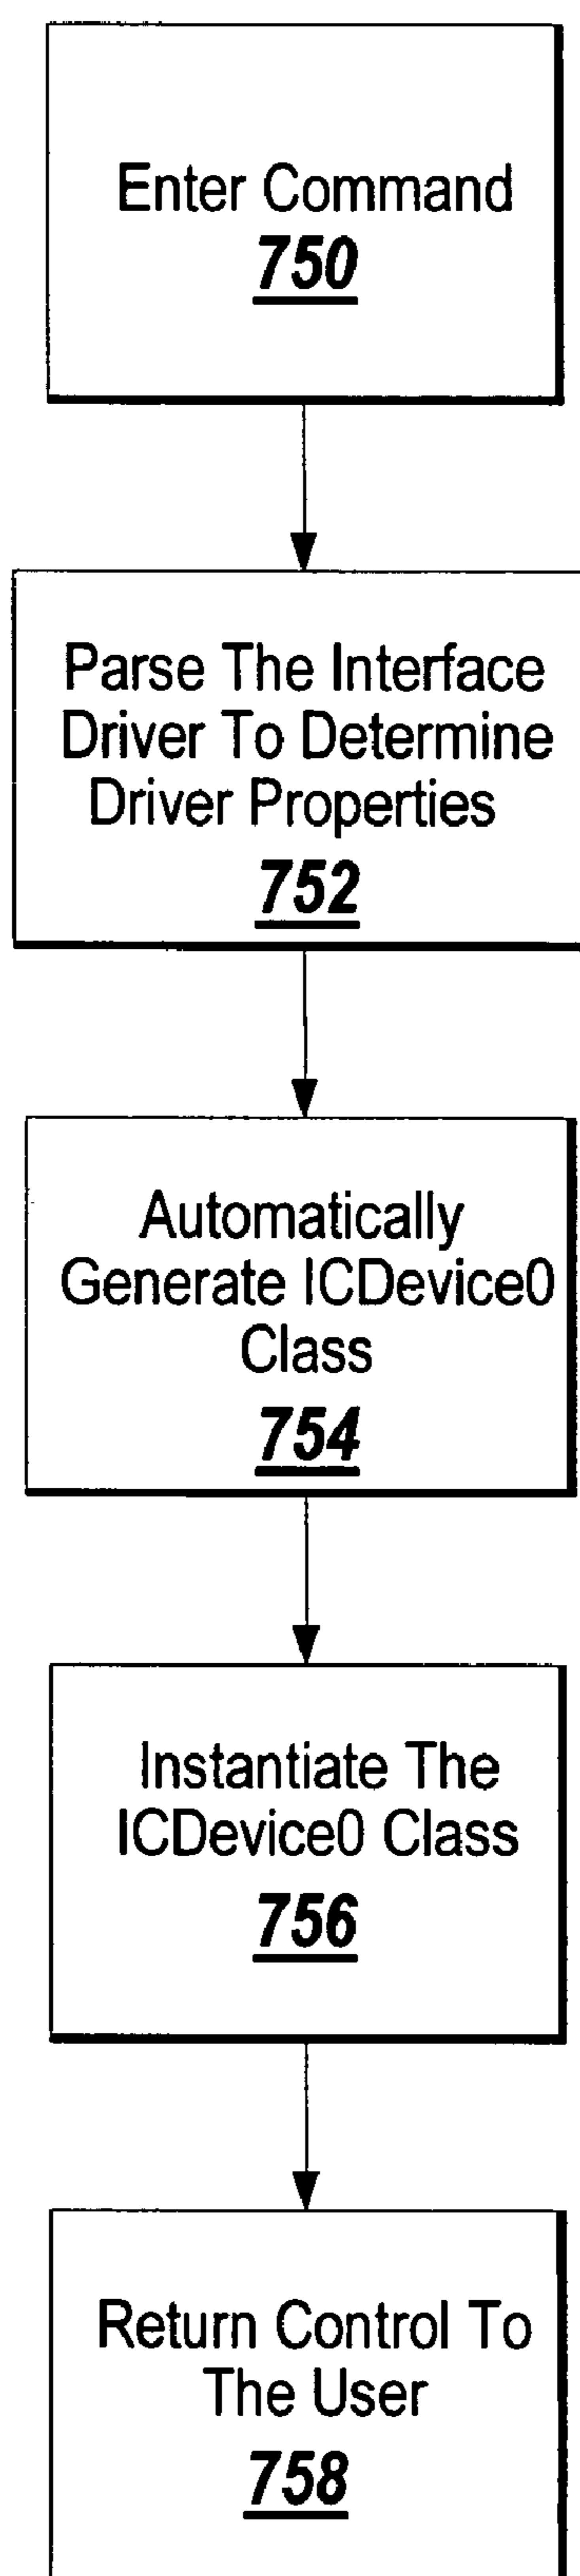 Enter Command
750
Parse The Interface
Driver To Determine
Driver Properties
752
Automatically
Generate ICDevice0
Class
754
Instantiate The
ICDevice0 Class
756
Return Control To
The User
758